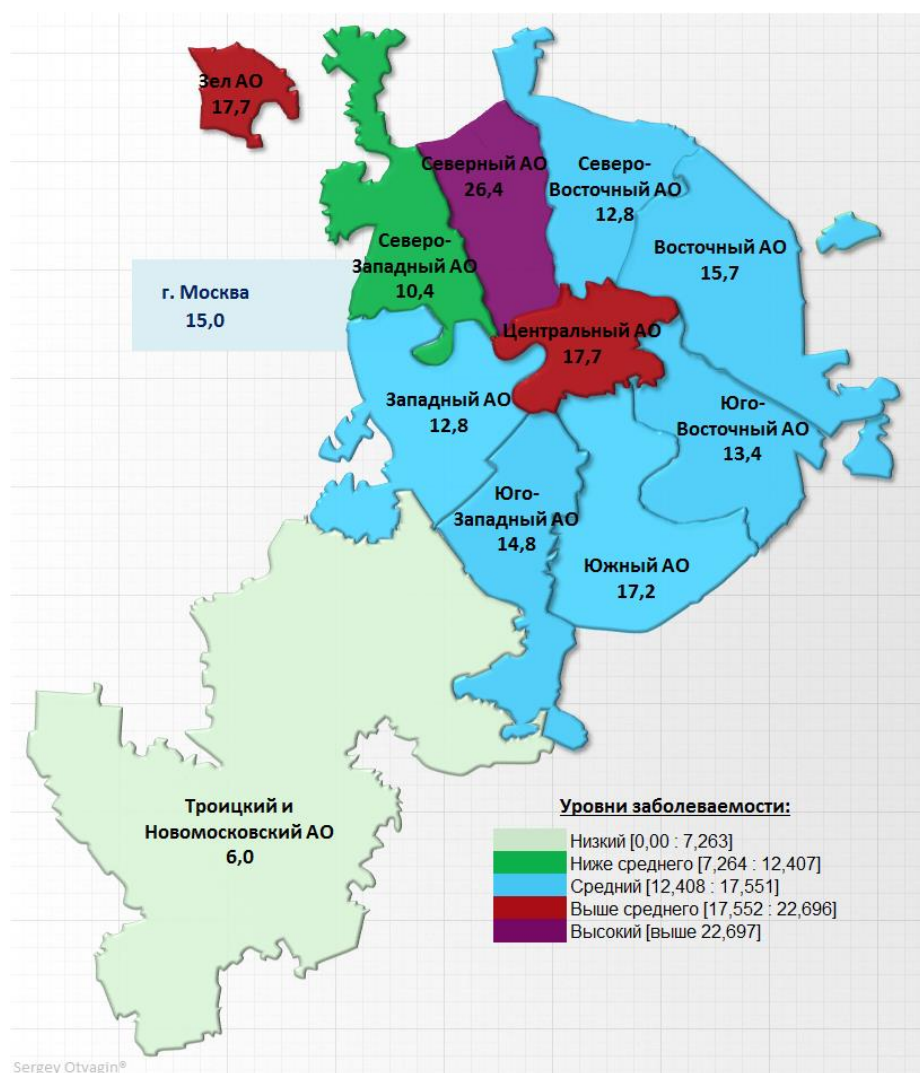 Зел АО
17,7
Северный АО
26,4
Северо-
Восточный АО
12,8
Восточный АО
15,7
Северо-
Западный АО
10,4
г. Москва
15,0
Центральный АО
17,7
Западный АО
12,8
Юго-
Восточный АО
13,4
Юго-
Западный АО
14,8
Южный АО
17,2
Троицкий и
Новомосковский АО
6,0
Уровни заболеваемости:
Низкий [0,00 : 7,263]
Ниже среднего [7,264 : 12,407]
Средний [12,408 : 17,551]
Выше среднего [17,552 : 22,696]
Высокий [выше 22,697]
Sergey Otvagin®